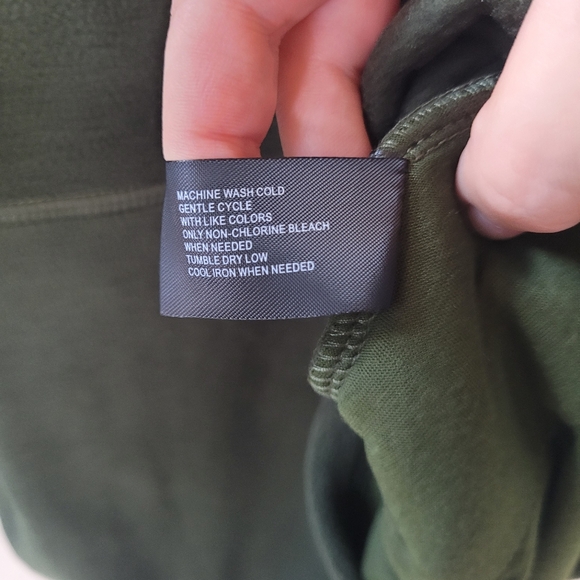 MACHINE WASH COLD
GENTLE CYCLE
WITH LIKE COLORS
ONLY NON-CHLORINE BLEACH
WHEN NEEDED
TUMBLE DRY LOW
COOL IRON WHEN NEEDED